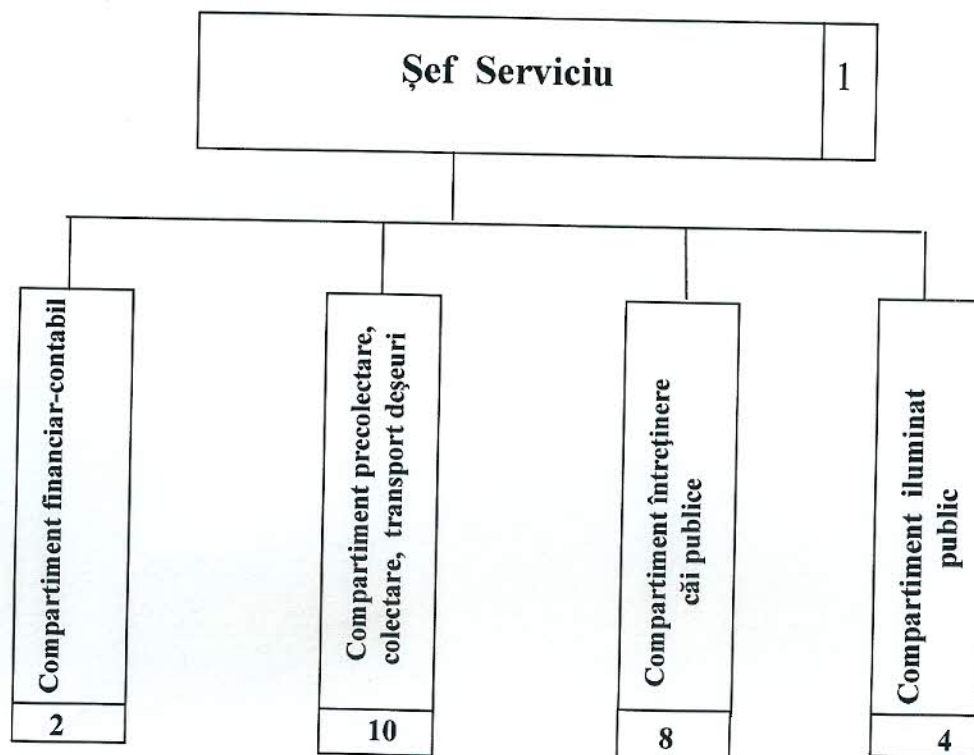 Șef Serviciu
1
Compartiment financiar-contabil
2
Compartiment precolectare,
colectare, transport deșeuri
10
Compartiment întreținere
căi publice
8
Compartiment iluminat
public
4